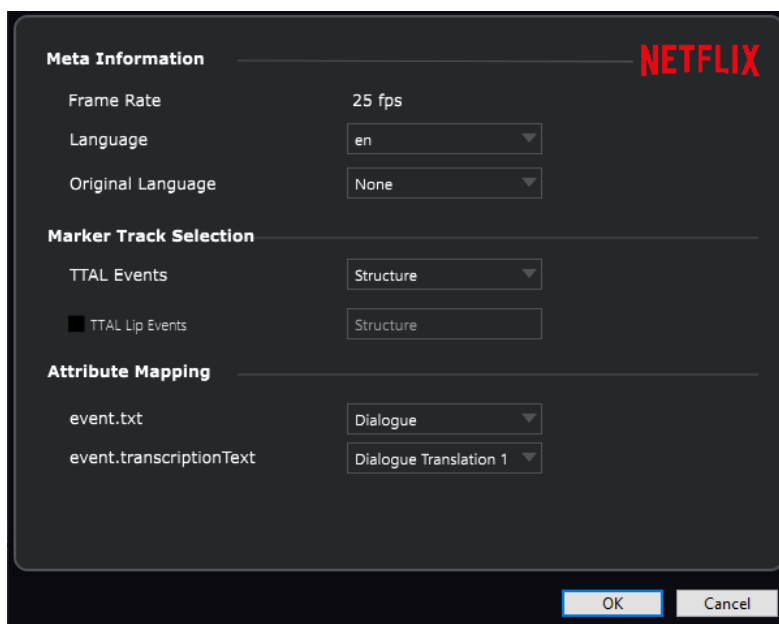 Meta Information
NETFLIX
Frame Rate 25 fps
Language en
Original Language None
Marker Track Selection
TTAL Events Structure
TTAL Lip Events Structure
Attribute Mapping
event.txt Dialogue
event.transcriptionText Dialogue Translation 1
OK Cancel